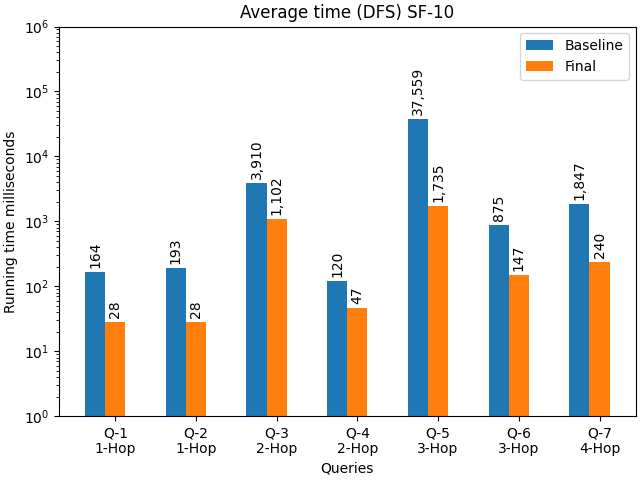 Average time (DFS) SF-10
Running time milliseconds
10^6
10^5
10^4
10^3
10^2
10^1
10^0
Baseline
Final
164
28
193
28
3,910
1,102
120
47
37,559
1,735
875
147
1,847
240
Q-1
1-Hop
Q-2
1-Hop
Q-3
2-Hop
Q-4
2-Hop
Q-5
3-Hop
Q-6
3-Hop
Q-7
4-Hop
Queries